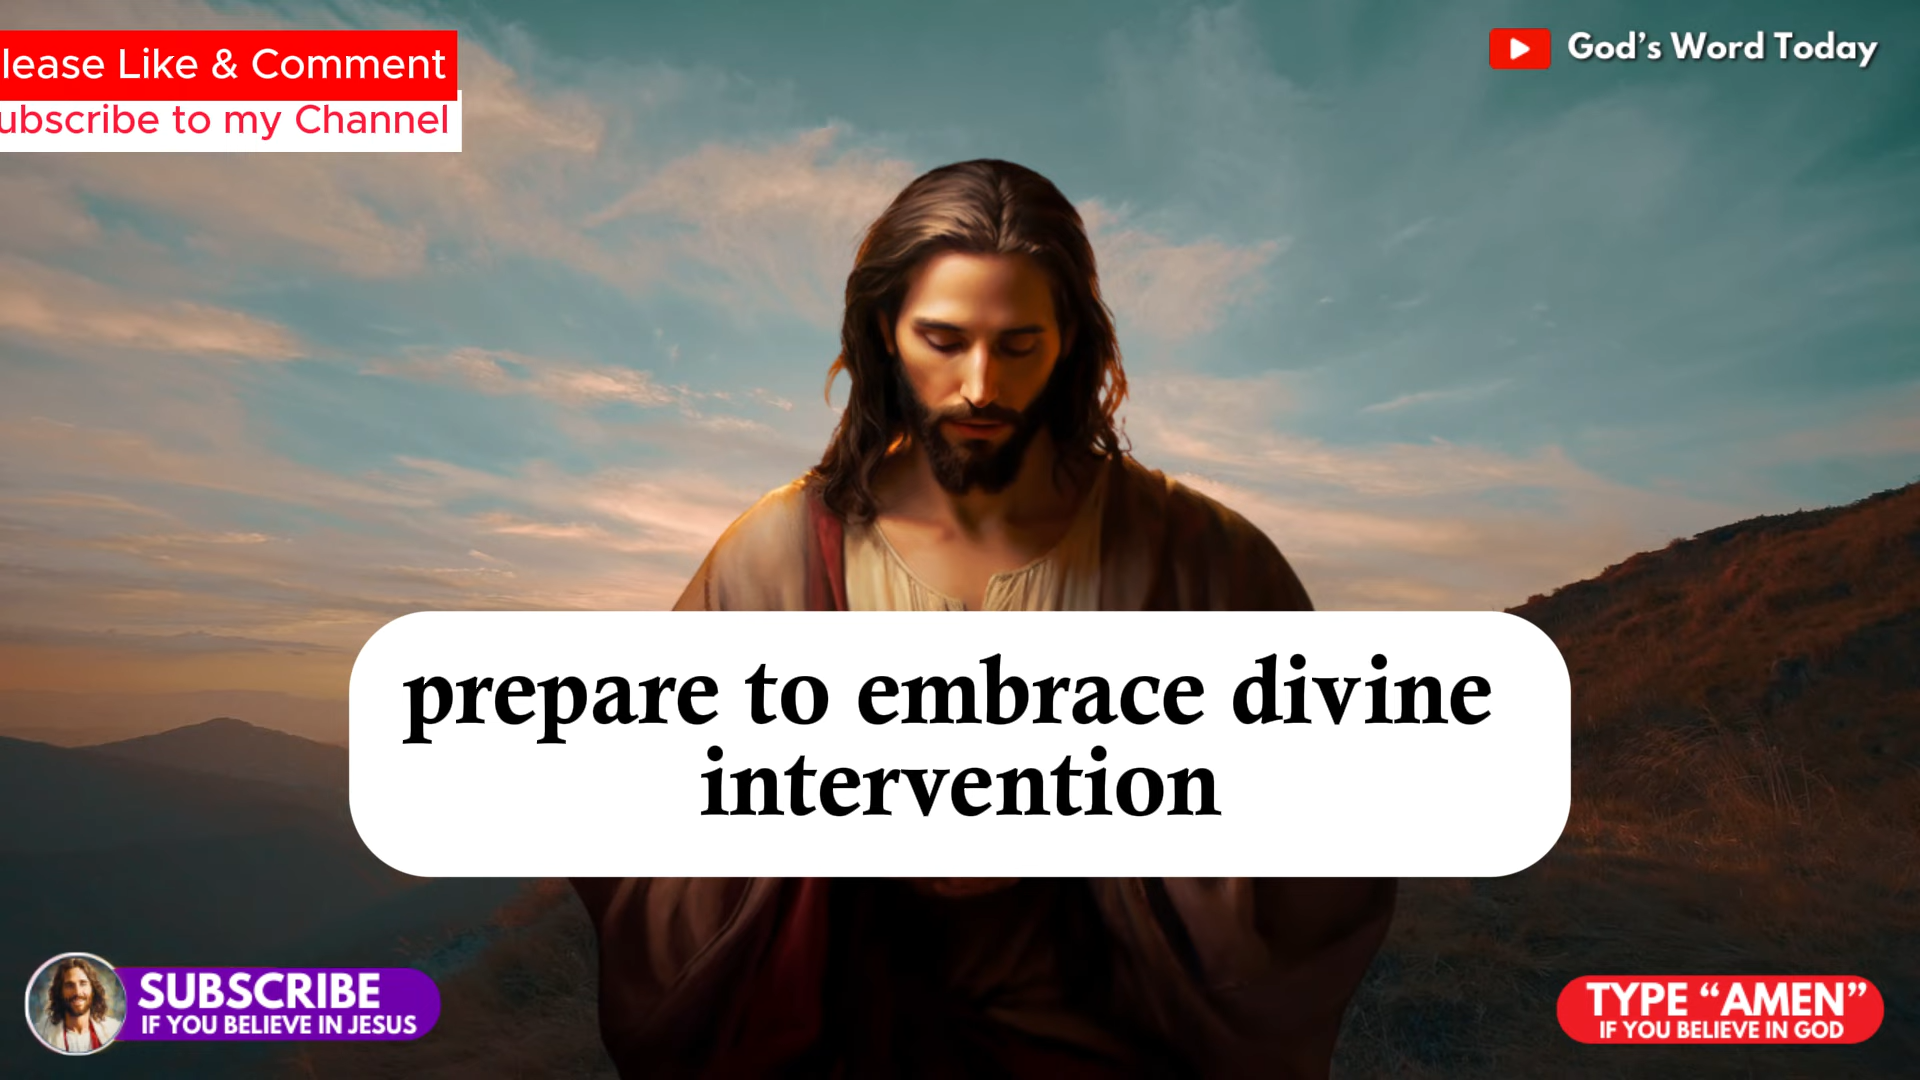 lease Like & Comment
ubscribe to my Channel
God's Word Today
prepare to embrace divine
intervention
SUBSCRIBE
IF YOU BELIEVE IN JESUS
TYPE “AMEN”
IF YOU BELIEVE IN GOD